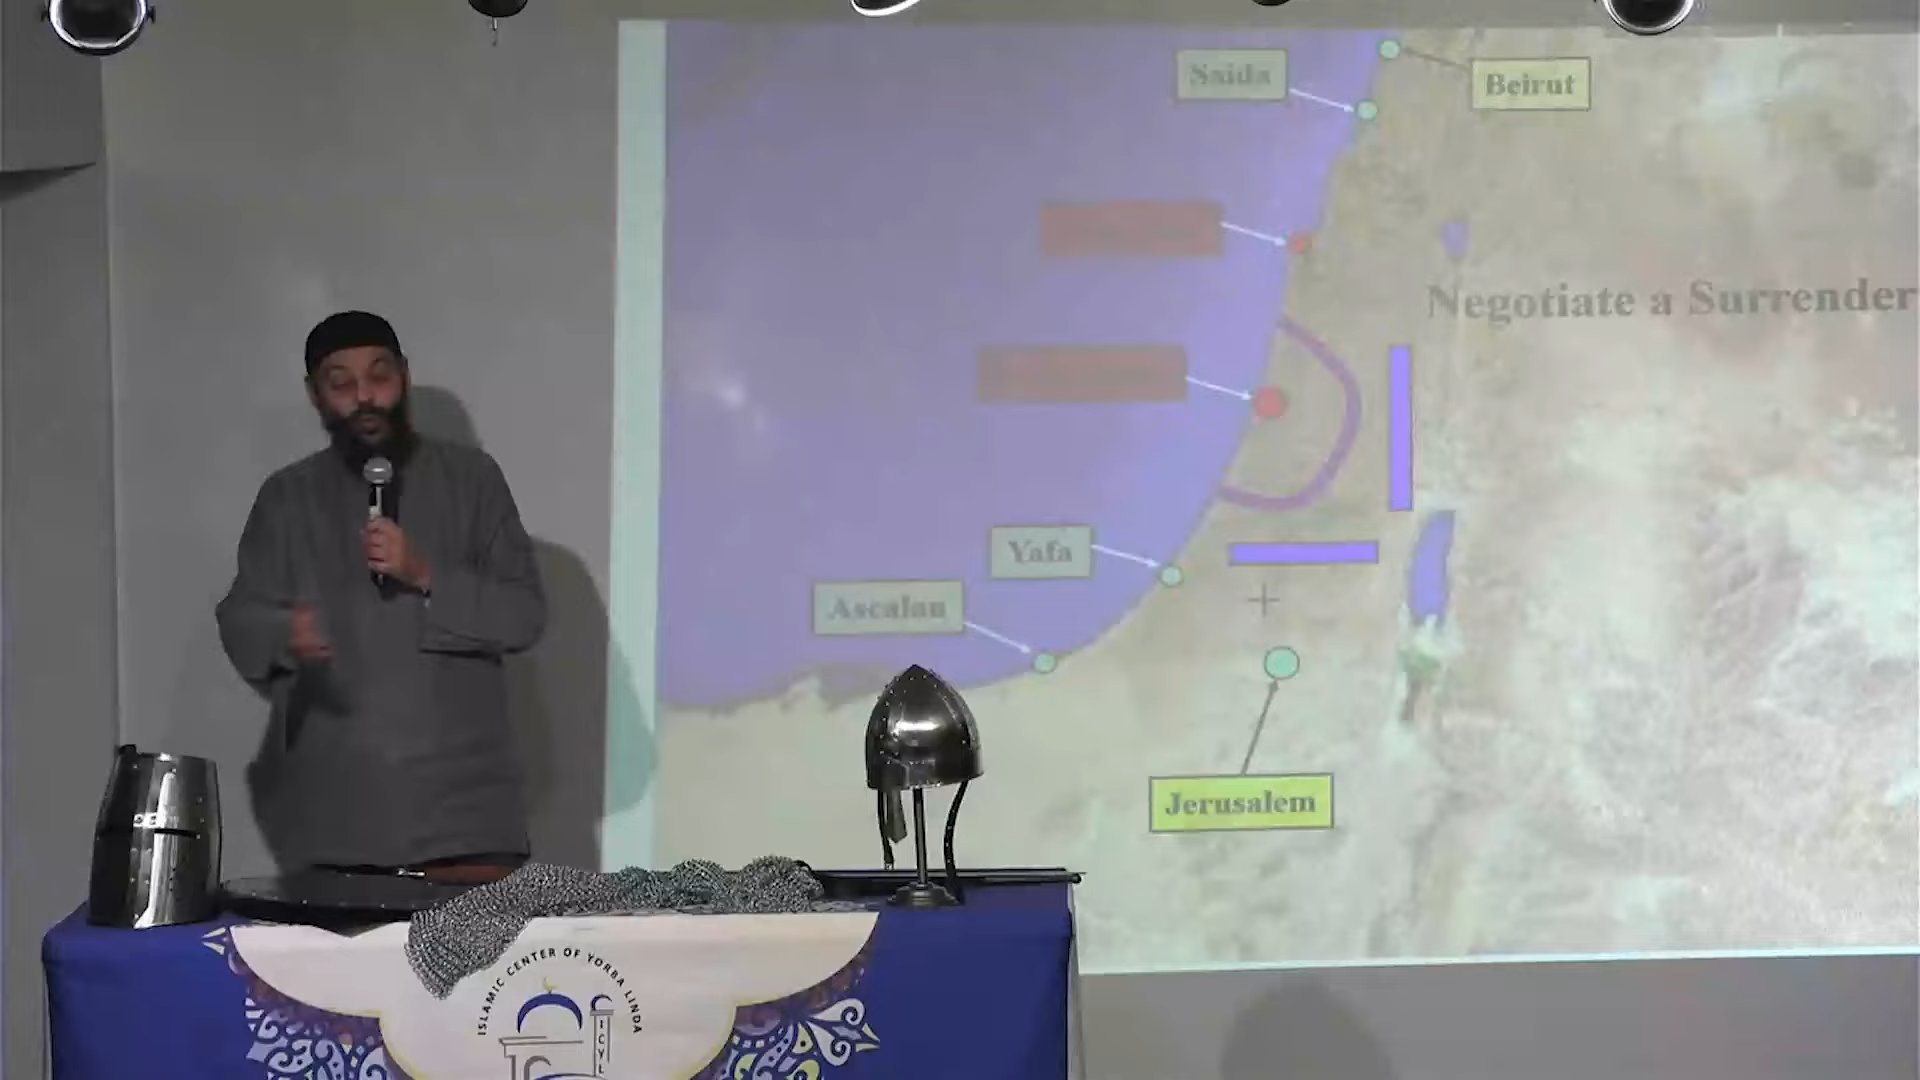 Saida
Beirut
Negotiate a Surrender
Yafa
Ascalan
Jerusalem
ISLAMIC CENTER OF YORBA LINDA
ICYL